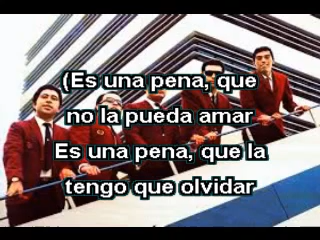 (Es una pena, que
no la pueda amar
Es una pena, que la
tengo que olvidar